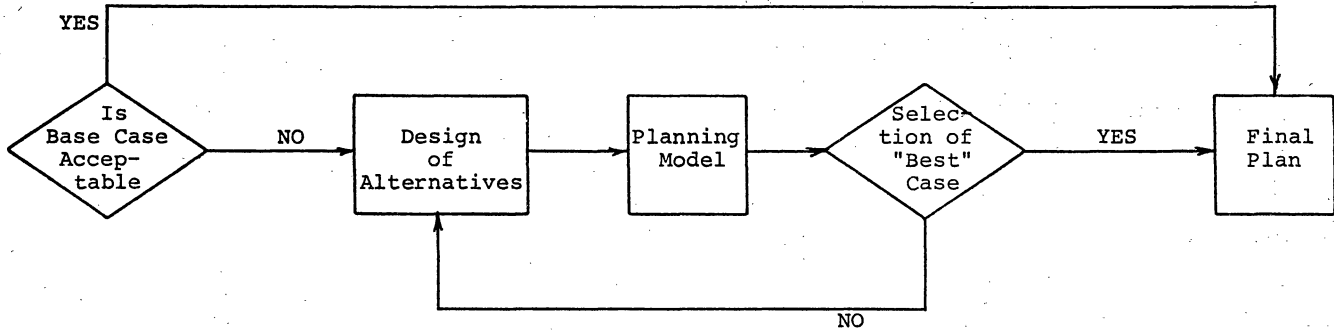 YES
Is
Base Case
Accep-
table
NO
Design
of
Alternatives
Planning
Model
Selec-
tion of
"Best"
Case
YES
Final
Plan
NO